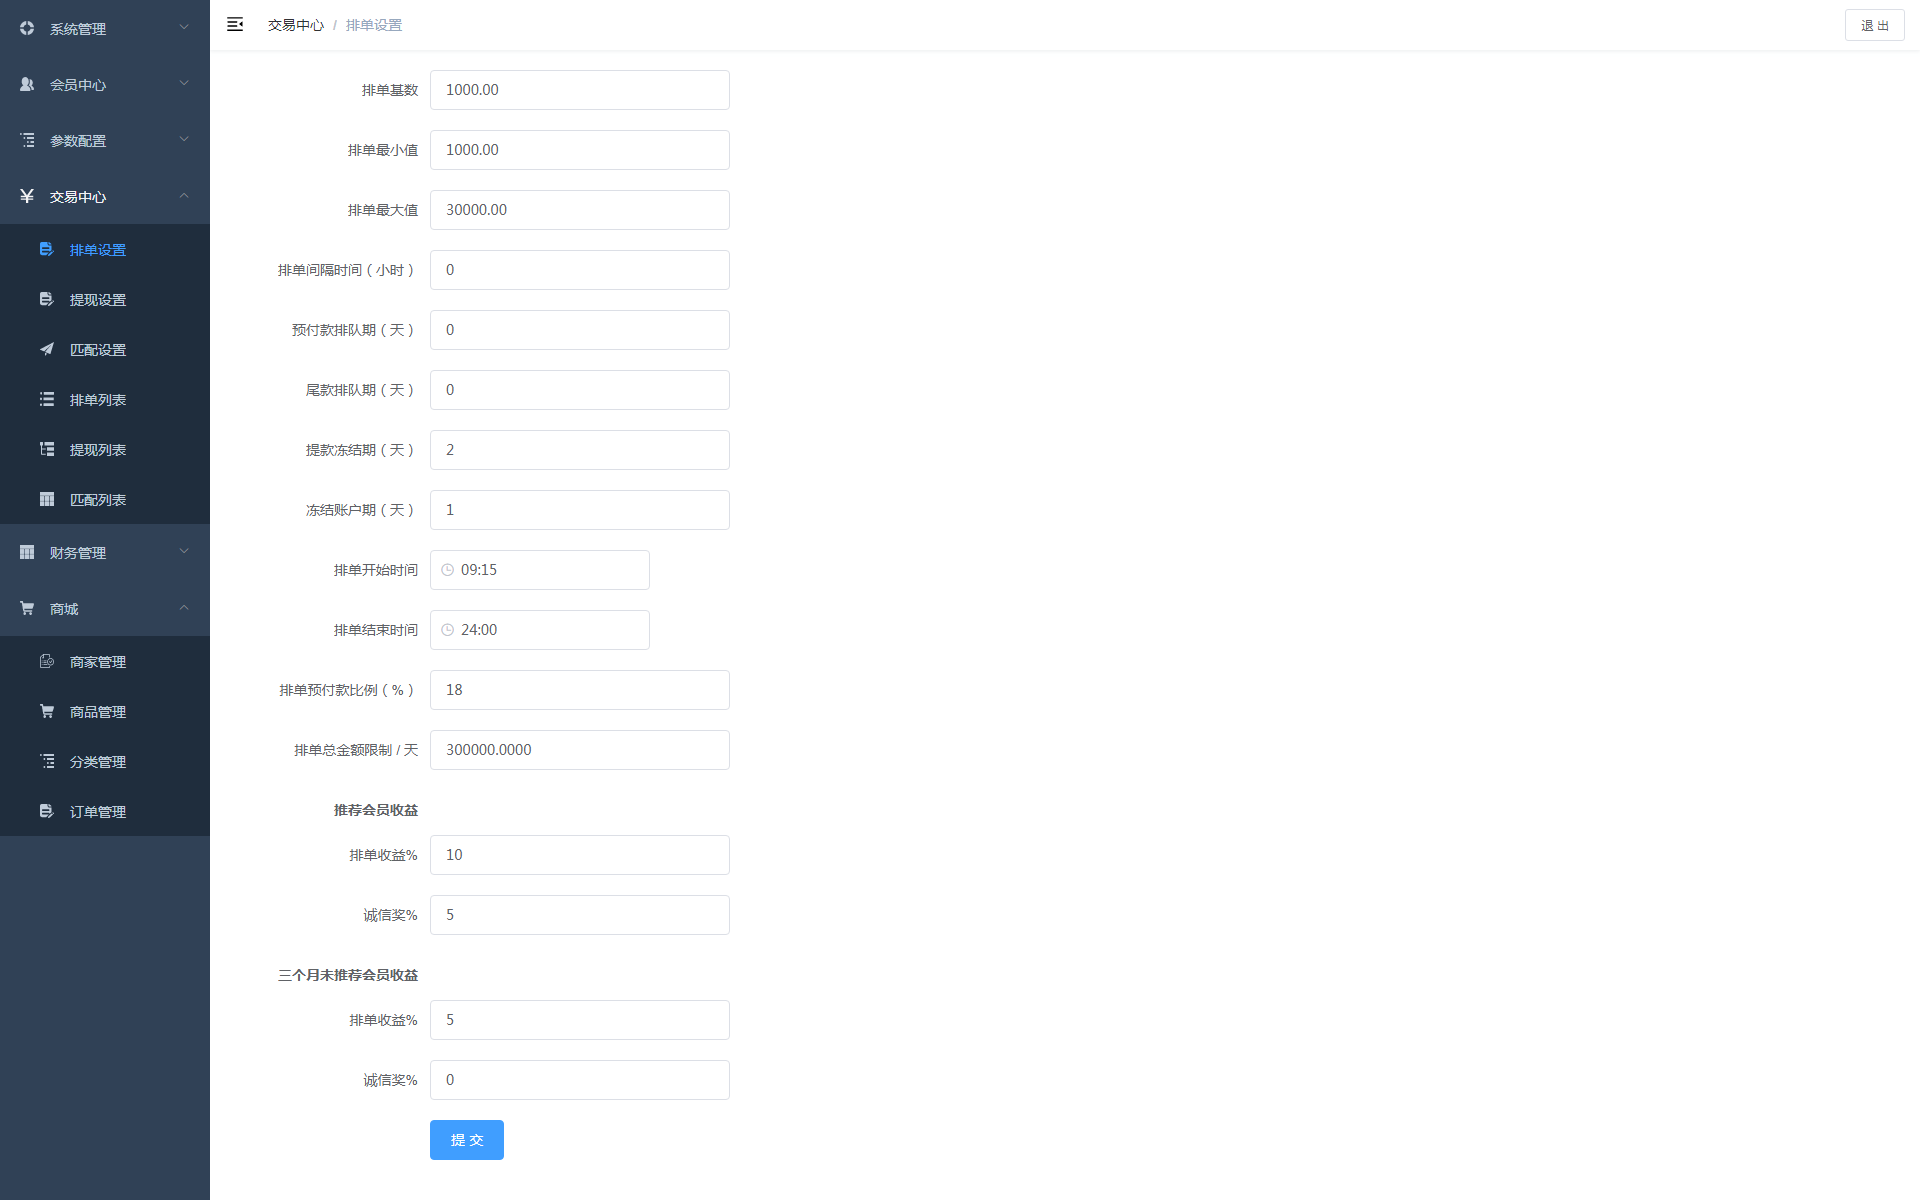 系统管理
会员中心
参数配置
交易中心
排单设置
提现设置
匹配设置
排单列表
提现列表
匹配列表
财务管理
商城
商家管理
商品管理
分类管理
订单管理
交易中心 / 排单设置
退 出
排单基数 1000.00
排单最小值 1000.00
排单最大值 30000.00
排单间隔时间（小时） 0
预付款排队期（天） 0
尾款排队期（天） 0
提款冻结期（天） 2
冻结账户期（天） 1
排单开始时间 09:15
排单结束时间 24:00
排单预付款比例（%） 18
排单总金额限制 / 天 300000.0000
推荐会员收益
排单收益% 10
诚信奖% 5
三个月未推荐会员收益
排单收益% 5
诚信奖% 0
提 交